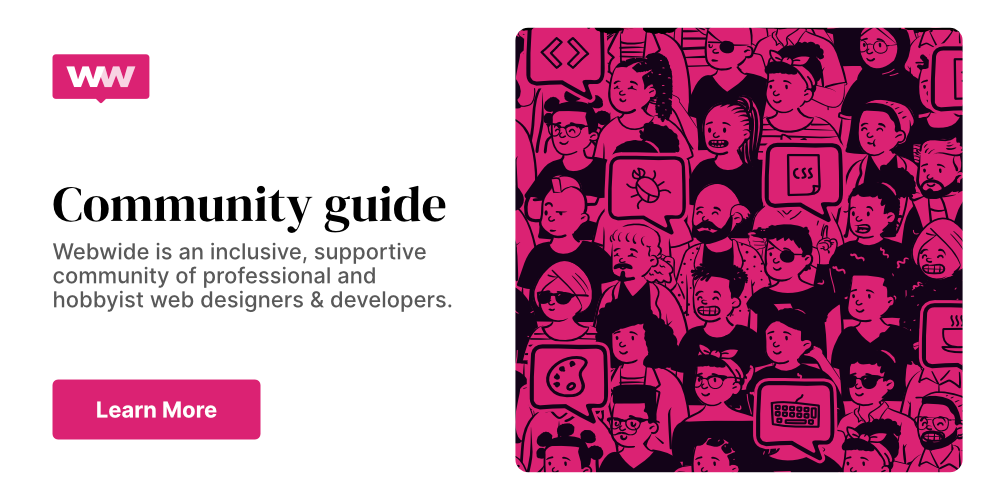 WW
Community guide
Webwide is an inclusive, supportive
community of professional and
hobbyist web designers & developers.
Learn More
< >
CSS